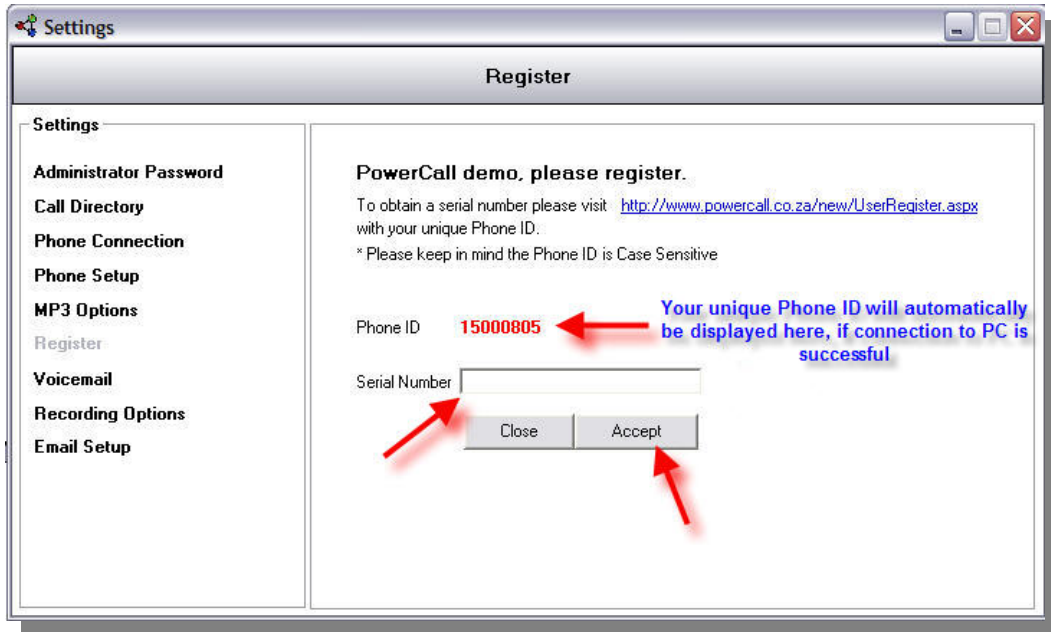 Settings
Register
Settings
Administrator Password
Call Directory
Phone Connection
Phone Setup
MP3 Options
Register
Voicemail
Recording Options
Email Setup
PowerCall demo, please register.
To obtain a serial number please visit http://www.powercall.co.za/new/UserRegister.aspx
with your unique Phone ID.
* Please keep in mind the Phone ID is Case Sensitive
Phone ID 15000805
Your unique Phone ID will automatically
be displayed here, if connection to PC is
successful
Serial Number
Close Accept